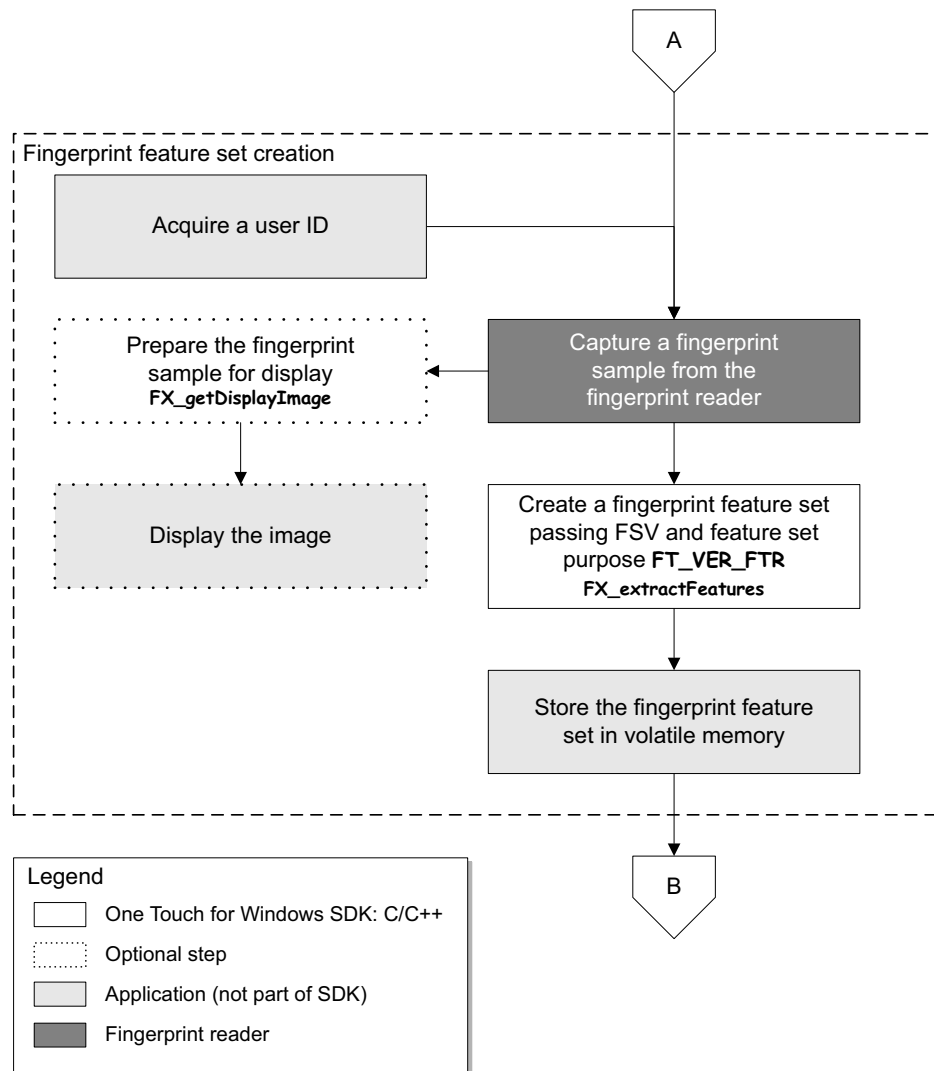 A
Fingerprint feature set creation
Acquire a user ID
Prepare the fingerprint
sample for display
FX_getDisplayImage
Capture a fingerprint
sample from the
fingerprint reader
Display the image
Create a fingerprint feature set
passing FSV and feature set
purpose FT_VER_FTR
FX_extractFeatures
Store the fingerprint feature
set in volatile memory
B
Legend
One Touch for Windows SDK: C/C++
Optional step
Application (not part of SDK)
Fingerprint reader